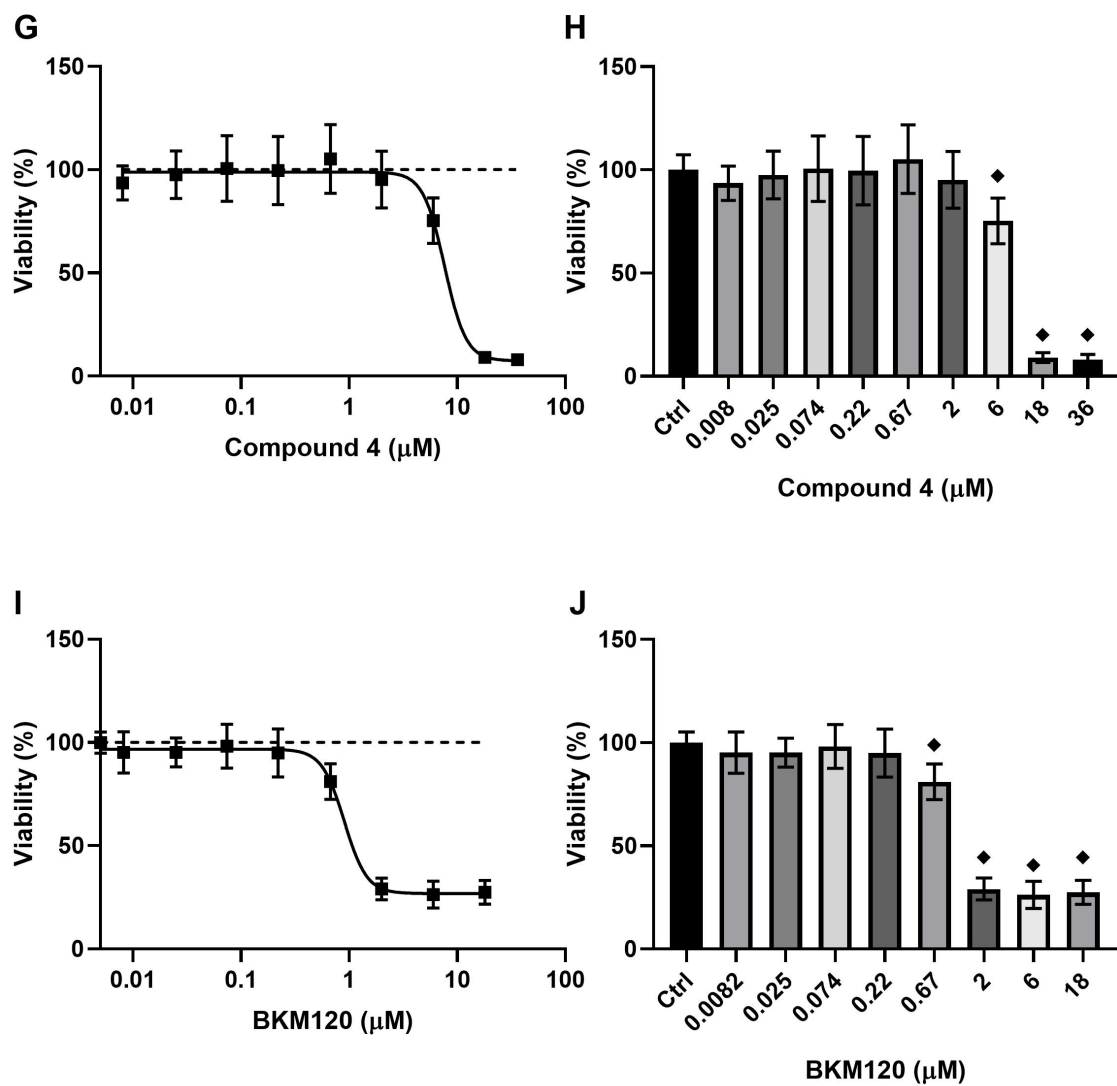 G
150
100
50
0
Viability (%)
0.01 0.1 1 10 100
Compound 4 (μM)
H
150
100
50
0
Viability (%)
Ctrl 0.008 0.025 0.074 0.22 0.67 2 6 18 36
Compound 4 (μM)
I
150
100
50
0
Viability (%)
0.01 0.1 1 10 100
BKM120 (μM)
J
150
100
50
0
Viability (%)
Ctrl 0.0082 0.025 0.074 0.22 0.67 2 6 18
BKM120 (μM)